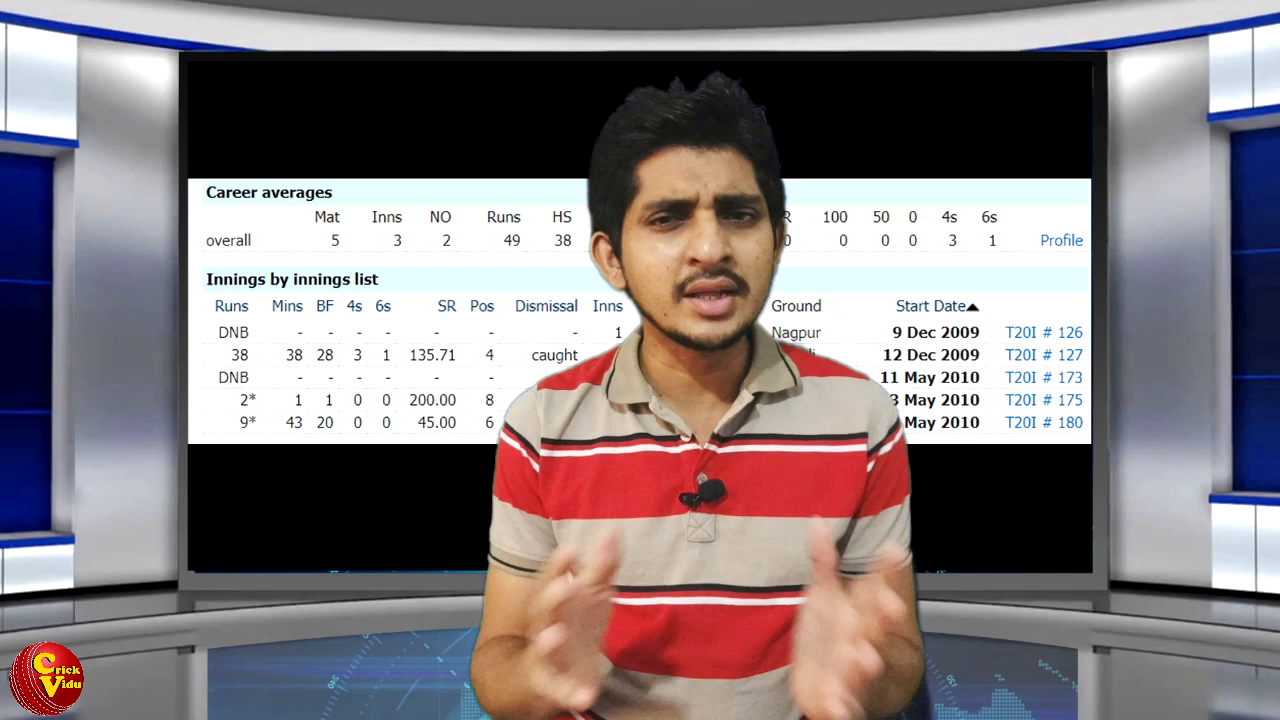 Career averages
Mat Inns NO Runs HS 100 50 0 4s 6s
overall 5 3 2 49 38 0 0 0 3 1 Profile
Innings by innings list
Runs Mins BF 4s 6s SR Pos Dismissal Inns Ground Start Date▲
DNB - - - - - - - 1 Nagpur 9 Dec 2009 T20I # 126
38 38 28 3 1 135.71 4 caught 12 Dec 2009 T20I # 127
DNB - - - - - - - 11 May 2010 T20I # 173
2* 1 1 0 0 200.00 8 May 2010 T20I # 175
9* 43 20 0 0 45.00 6 May 2010 T20I # 180
Crick
Vidu